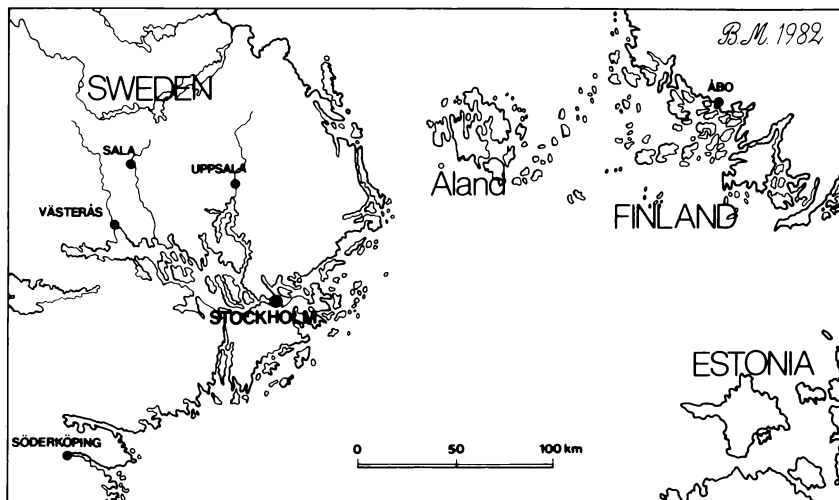 B.M. 1982
SWEDEN
ÅBO
SALA
UPPSALA
Åland
VÄSTERÅS
FINLAND
STOCKHOLM
ESTONIA
SÖDERKÖPING
0 50 100 km